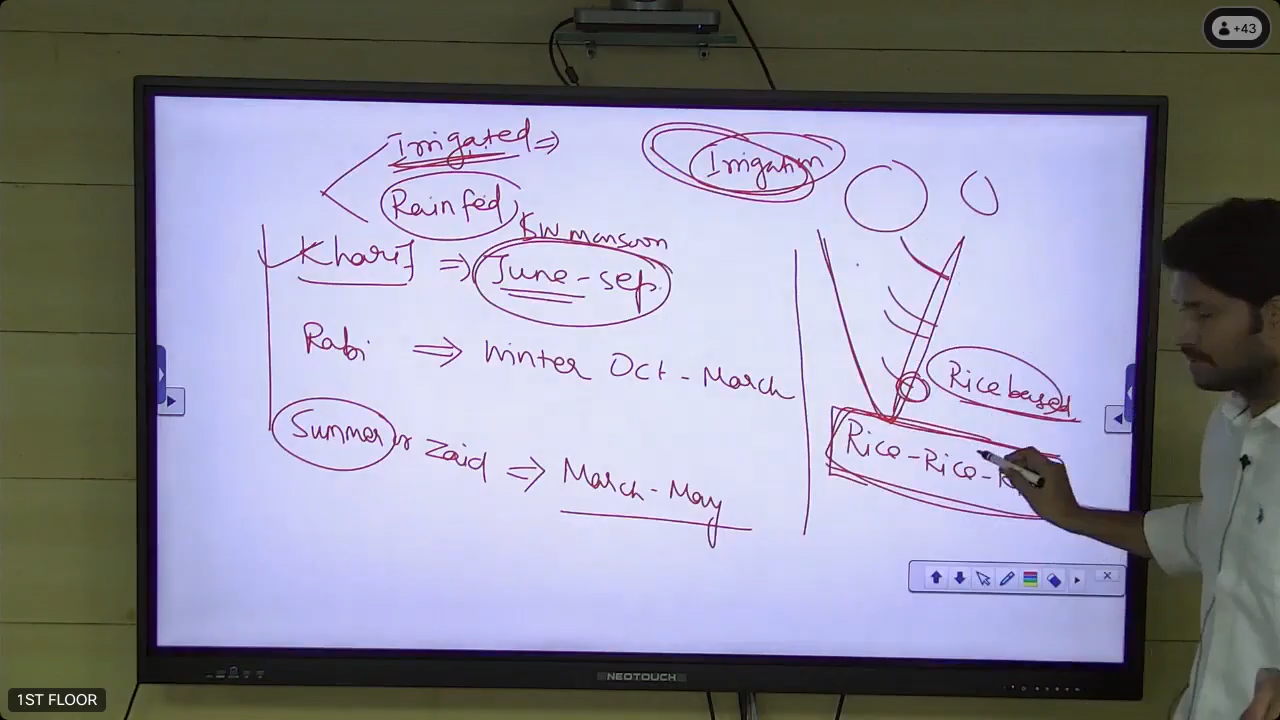 +43
Irrigated ⇒
Irrigation
Rainfed
SW monsoon
Kharif ⇒ June-sep.
Rabi ⇒ Winter Oct - March
Rice based
Summer or Zaid ⇒ March-May
Rice-Rice-
NEOTOUCH
1ST FLOOR